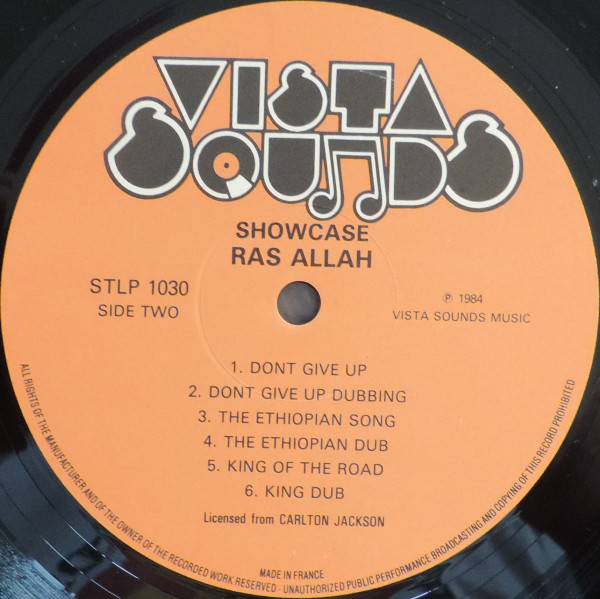 VISTA
SOUNDS
SHOWCASE
RAS ALLAH
STLP 1030
SIDE TWO
℗ 1984
VISTA SOUNDS MUSIC
1. DONT GIVE UP
2. DONT GIVE UP DUBBING
3. THE ETHIOPIAN SONG
4. THE ETHIOPIAN DUB
5. KING OF THE ROAD
6. KING DUB
Licensed from CARLTON JACKSON
MADE IN FRANCE
ALL RIGHTS OF THE MANUFACTURER AND OF THE OWNER OF THE RECORDED WORK RESERVED - UNAUTHORIZED PUBLIC PERFORMANCE BROADCASTING AND COPYING OF THIS RECORD PROHIBITED